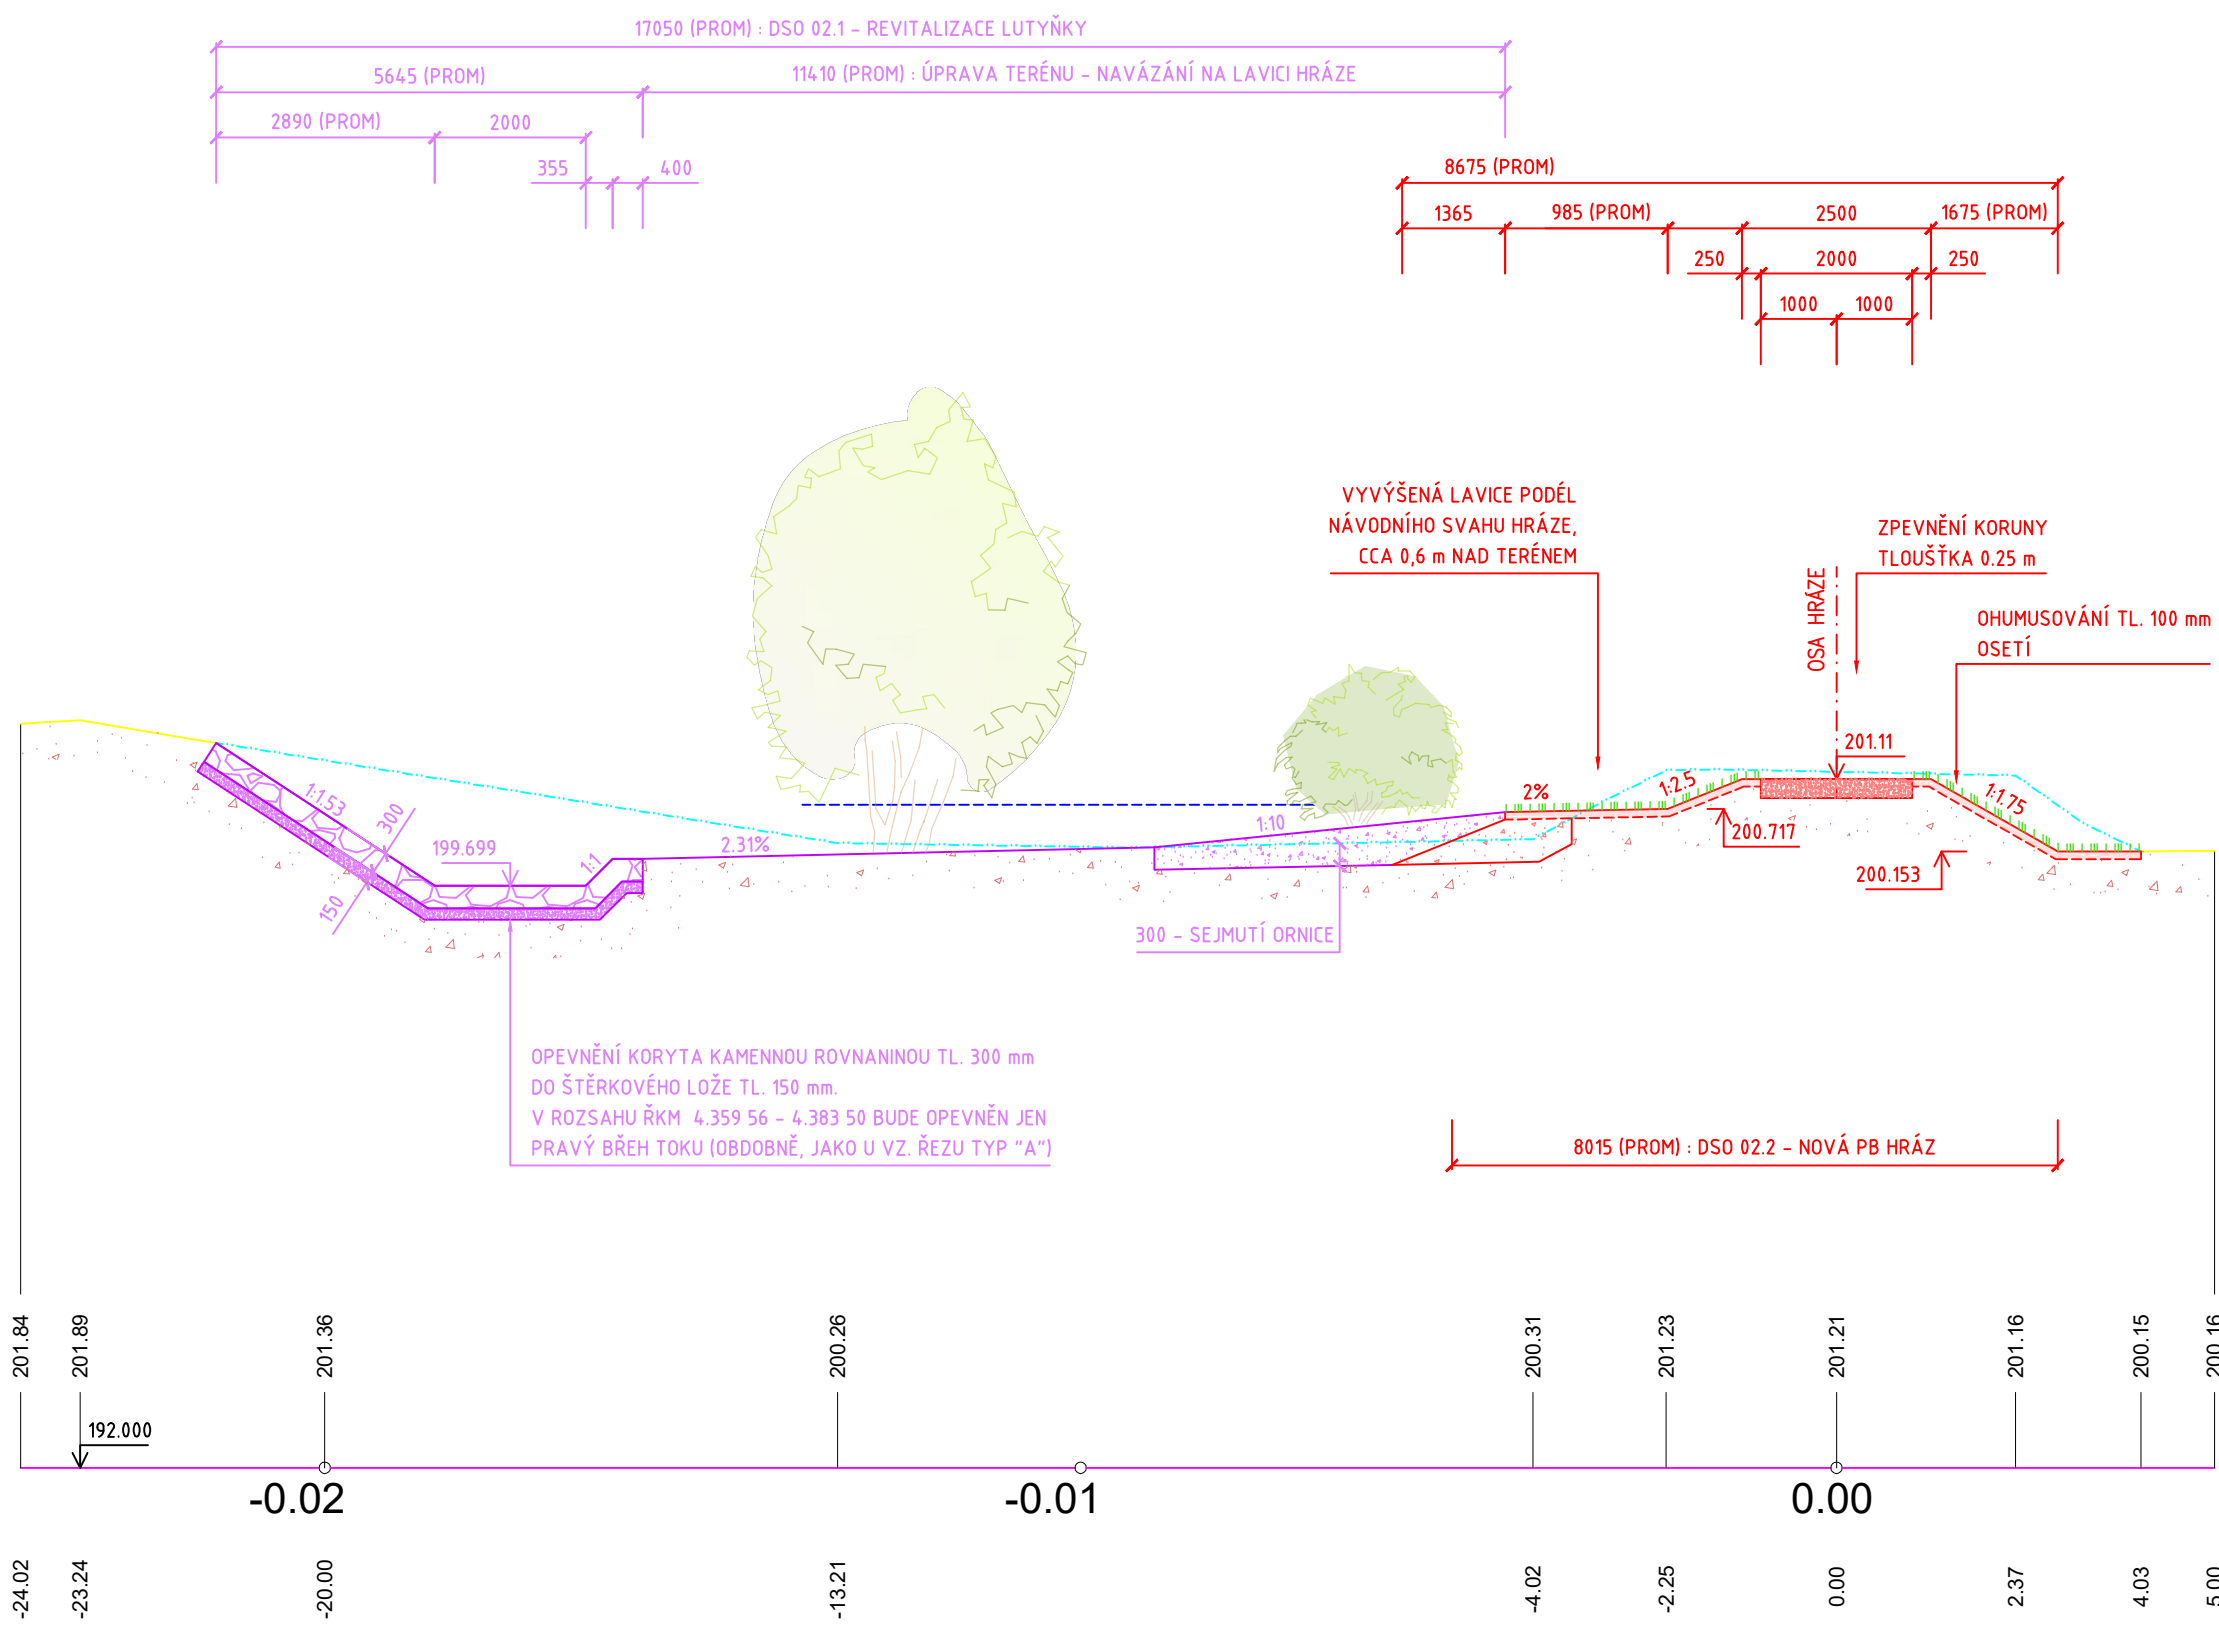 17050 (PROM) : DSO 02.1 - REVITALIZACE LUTYŇKY
5645 (PROM)
11410 (PROM) : ÚPRAVA TERÉNU - NAVÁZÁNÍ NA LAVICI HRÁZE
2890 (PROM)
2000
355
400
8675 (PROM)
1365
985 (PROM)
2500
1675 (PROM)
250
2000
250
1000
1000
VYVÝŠENÁ LAVICE PODÉL
NÁVODNÍHO SVAHU HRÁZE,
CCA 0,6 m NAD TERÉNEM
ZPEVNĚNÍ KORUNY
TLOUŠŤKA 0.25 m
OSA HRÁZE
OHUMUSOVÁNÍ TL. 100 mm
OSETÍ
201.11
1:1.53
300
150
199.699
1:1
2.31%
1:10
2%
1:2.5
1:1.75
200.717
200.153
300 - SEJMUTÍ ORNICE
OPEVNĚNÍ KORYTA KAMENNOU ROVNANINOU TL. 300 mm
DO ŠTĚRKOVÉHO LOŽE TL. 150 mm.
V ROZSAHU ŘKM 4.359 56 - 4.383 50 BUDE OPEVNĚN JEN
PRAVÝ BŘEH TOKU (OBDOBNĚ, JAKO U VZ. ŘEZU TYP "A")
8015 (PROM) : DSO 02.2 - NOVÁ PB HRÁZ
201.84
201.89
201.36
200.26
200.31
201.23
201.21
201.16
200.15
200.16
192.000
-0.02
-0.01
0.00
-24.02
-23.24
-20.00
-13.21
-4.02
-2.25
0.00
2.37
4.03
5.00